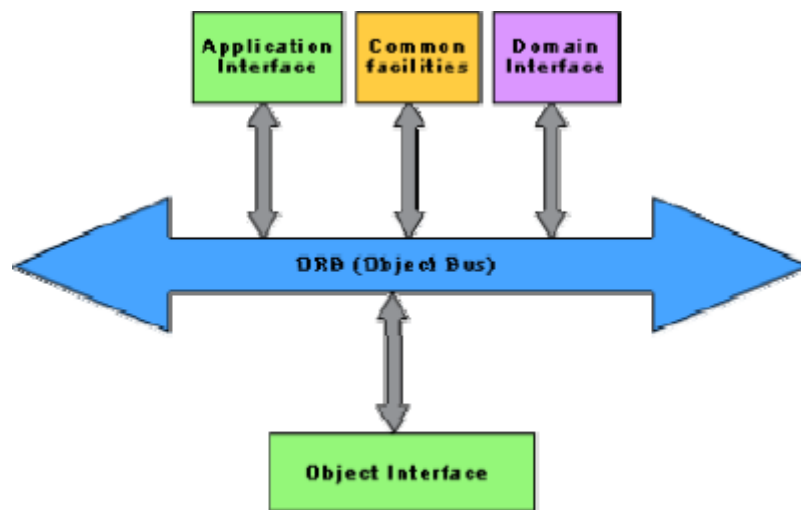 Application
Interface
Common
facilities
Domain
Interface
ORB (Object Bus)
Object Interface